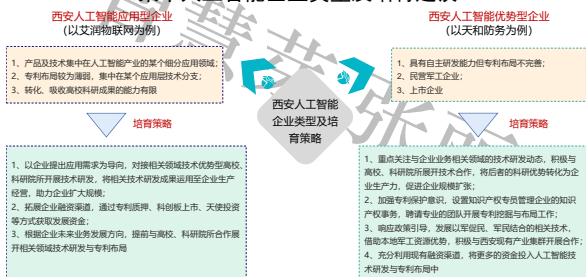 西安人工智能应用型企业
(以艾润物联网为例)
1、产品及技术集中在人工智能产业的某个细分应用领域;
2、专利布局较为薄弱，集中在某个应用层技术分支;
3、转化、吸收高校科研成果的能力有限
培育策略
1、以企业提出应用需求为导向，对接相关领域技术优势型高校、
科研院所开展技术研发，将相关技术研发成果运用至企业生产
经营、助力企业扩大规模;
2、拓展企业融资渠道，通过专利质押、科创板上市、天使投资
等方式获取发展资金;
3、根据企业未来业务发展方向，提前与高校、科研院所合作展
开相关领域技术研发与专利布局
西安人工智能
企业类型及培
育策略
西安人工智能优势型企业
(以天和防务为例)
1、具有自主研发能力但专利布局不完善;
2、民营军工企业;
3、上市企业
培育策略
1、重点关注与企业业务相关领域的技术研发动态，积极与
高校、科研院所开展技术合作，将后者的科研优势转化为企
业生产力，促进企业规模扩张;
2、加强专利保护意识，设置知识产权专员管理企业的知识
产权事务，聘请专业的团队开展专利挖掘与布局工作;
3、响应政策引导，发展以军促民、军民结合的相关技术，
借助本地军工资源优势，积极与西安现有产业集群开展合作;
4、充分利用现有融资渠道，将更多的资金投入人工智能技
术研发与专利布局中